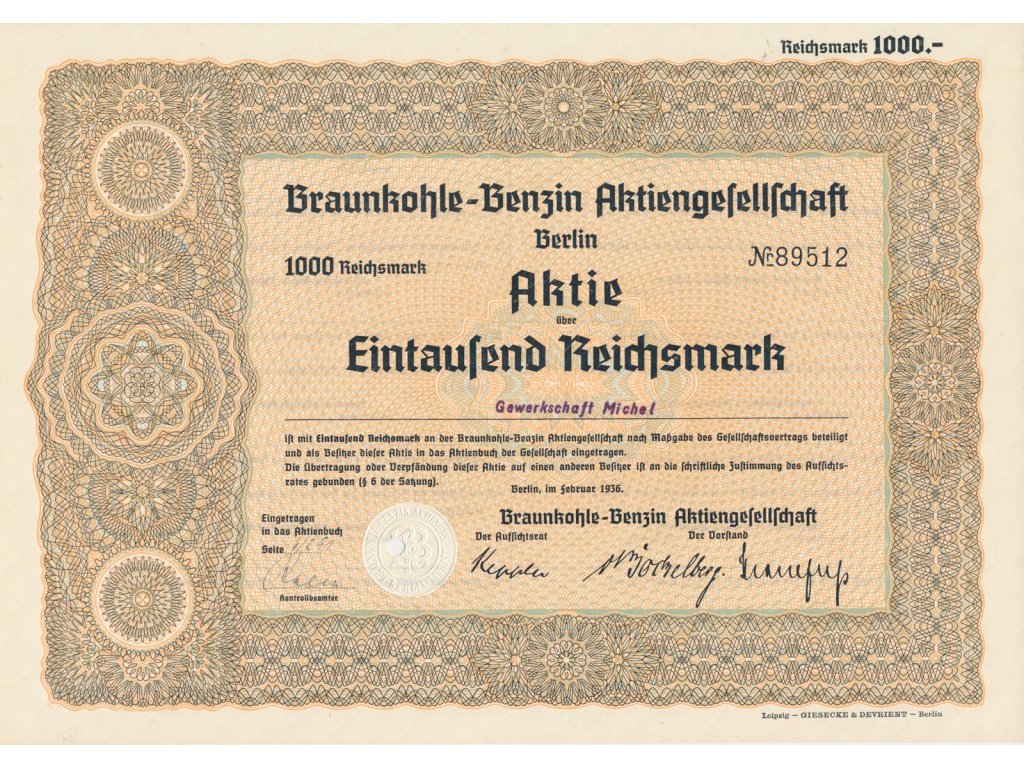 Reichsmark 1000.-
Braunkohle-Benzin Aktiengeſellſchaft
Berlin
1000 Reichsmark
№ 89512
Aktie
über
Eintauſend Reichsmark
Gewerkschaft Michel
iſt mit Eintauſend Reichsmark an der Braunkohle-Benzin Aktiengeſellſchaft nach Maßgabe des Geſellſchaftsvertrags beteiligt
und als Beſitzer dieſer Aktie in das Aktienbuch der Geſellſchaft eingetragen.
Die Übertragung oder Verpfändung dieſer Aktie auf einen anderen Beſitzer iſt an die ſchriftliche Zuſtimmung des Aufſichts-
rates gebunden (§ 6 der Satzung).
Berlin, im Februar 1936.
Eingetragen
in das Aktienbuch
Seite
Kontrollbeamter
Braunkohle-Benzin Aktiengeſellſchaft
Der Aufſichtsrat
Der Vorſtand
Keppler
Leipzig — GIESECKE & DEVRIENT — Berlin